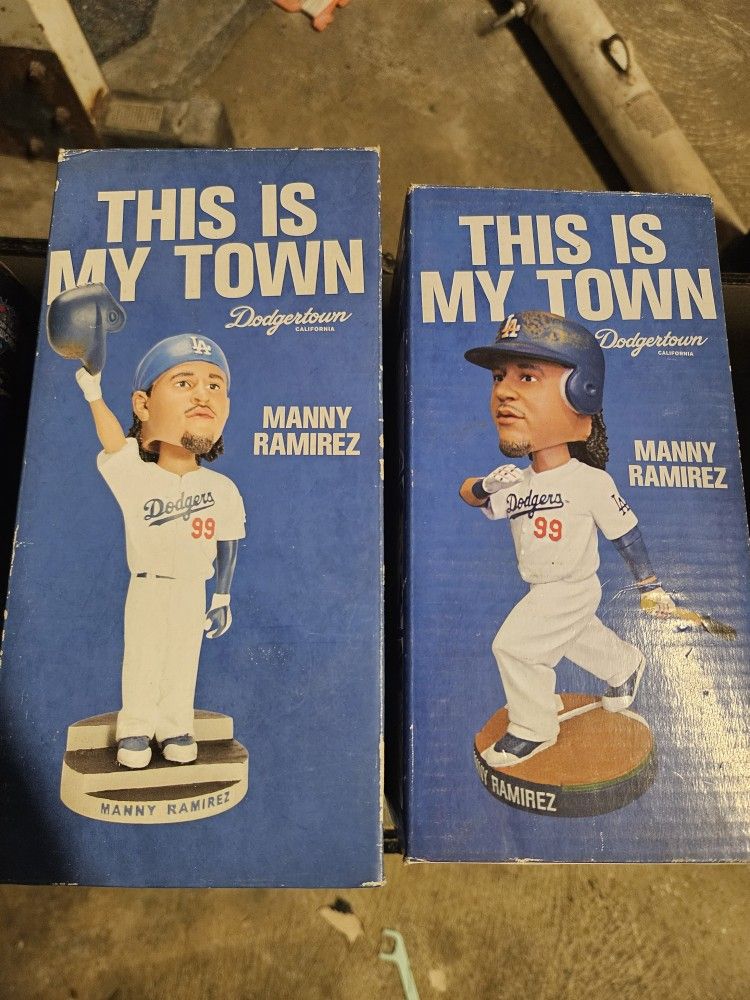 THIS IS
MY TOWN
Dodgertown
CALIFORNIA
LA
MANNY
RAMIREZ
Dodgers
99
MANNY RAMIREZ
THIS IS
MY TOWN
Dodgertown
CALIFORNIA
LA
MANNY
RAMIREZ
Dodgers
LA
99
RAMIREZ